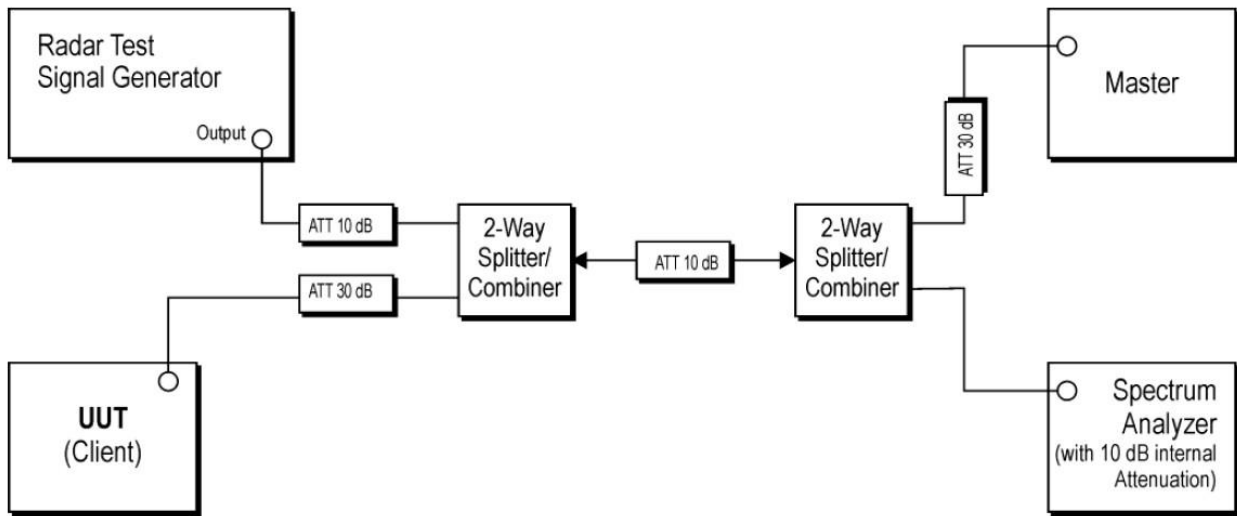 Radar Test
Signal Generator
Output
ATT 10 dB
ATT 30 dB
UUT
(Client)
2-Way
Splitter/
Combiner
ATT 10 dB
2-Way
Splitter/
Combiner
ATT 30 dB
Master
Spectrum
Analyzer
(with 10 dB internal
Attenuation)